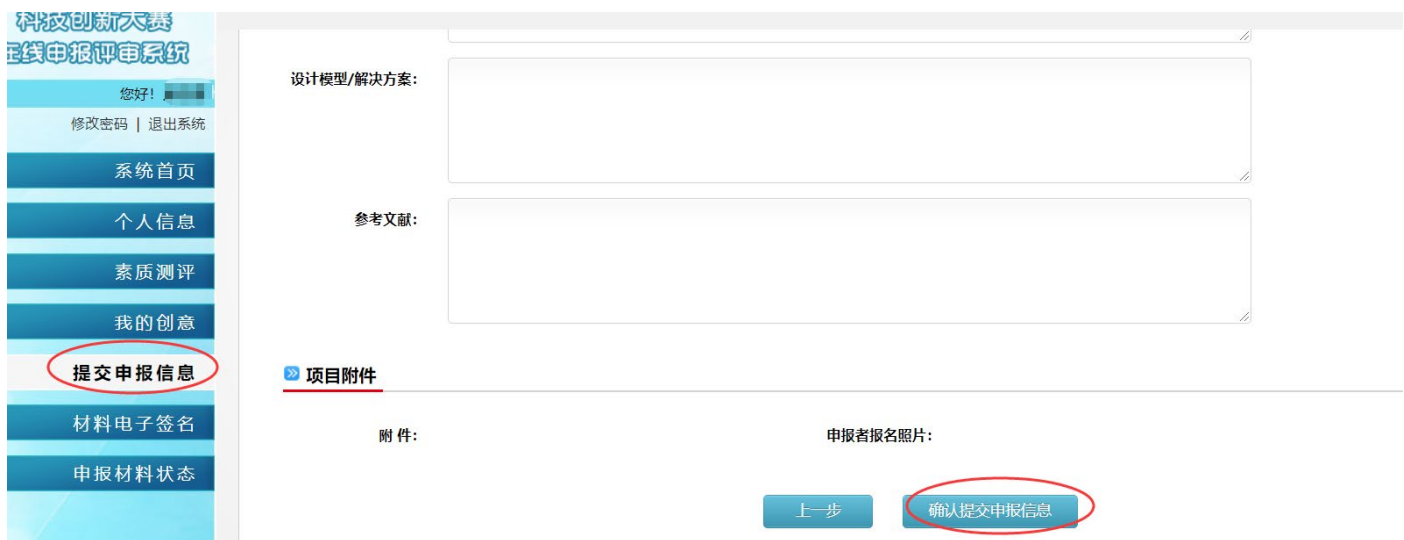 科技创新大赛
在线申报评审系统
您好!
修改密码 | 退出系统
系统首页
个人信息
素质测评
我的创意
提交申报信息
材料电子签名
申报材料状态
设计模型/解决方案：
参考文献：
项目附件
附 件：
申报者报名照片：
上一步
确认提交申报信息